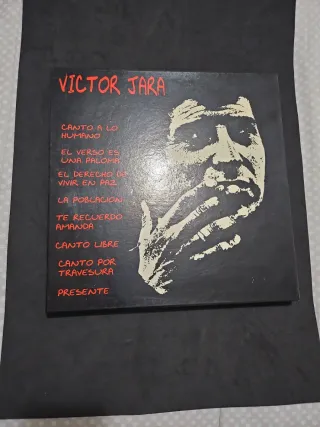 VICTOR JARA
CANTO A LO
HUMANO
EL VERSO ES
UNA PALOMA
EL DERECHO DE
VIVIR EN PAZ
LA POBLACION
TE RECUERDO
AMANDA
CANTO LIBRE
CANTO POR
TRAVESURA
PRESENTE